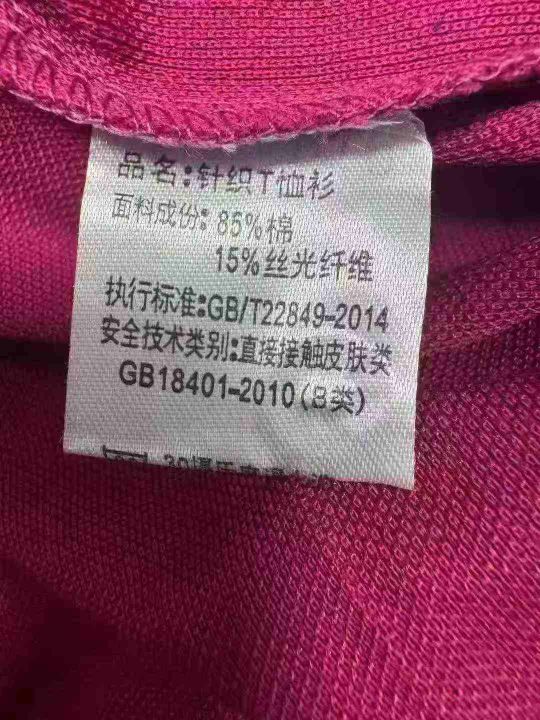 品名:针织T恤衫
面料成份: 85%棉
15%丝光纤维
执行标准:GB/T22849-2014
安全技术类别:直接接触皮肤类
GB18401-2010(B类)